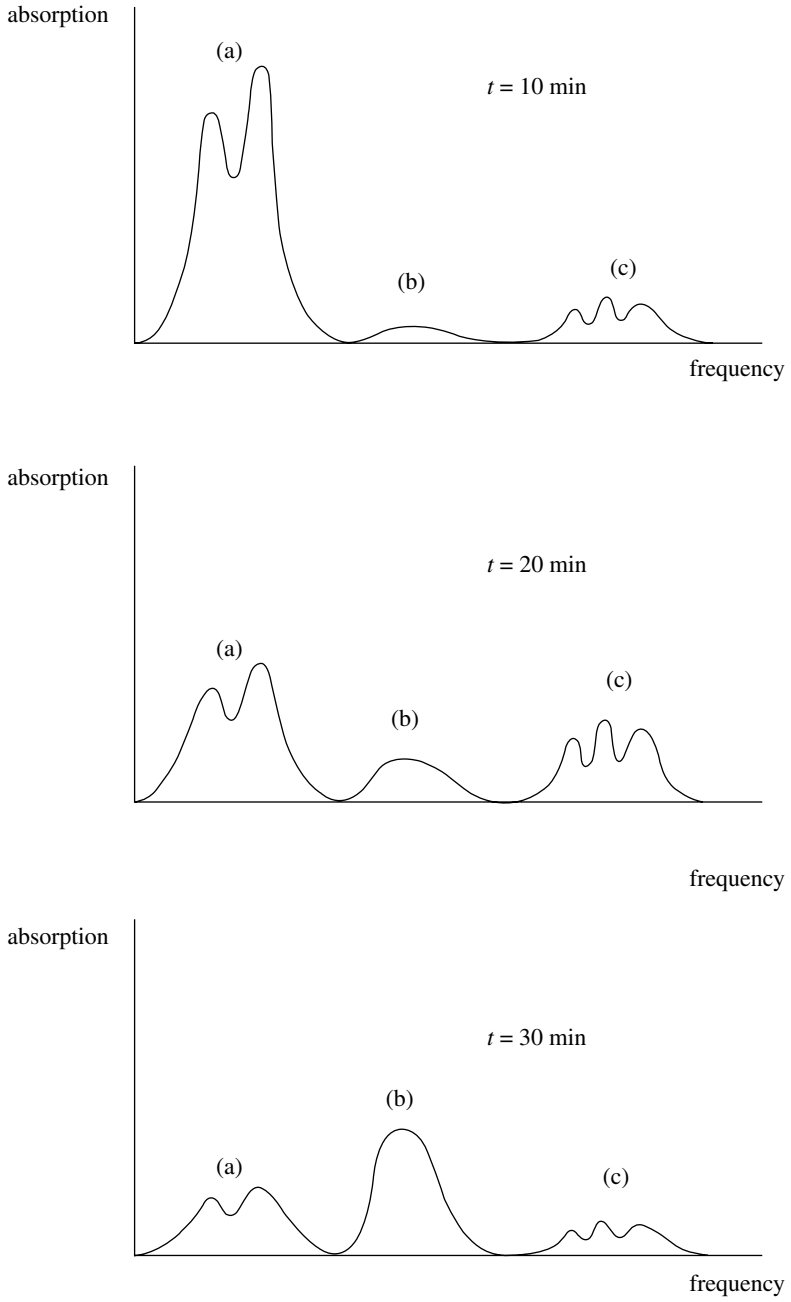 absorption
(a)
t = 10 min
(b)
(c)
frequency
absorption
t = 20 min
(a)
(b)
(c)
frequency
absorption
t = 30 min
(b)
(a)
(c)
frequency